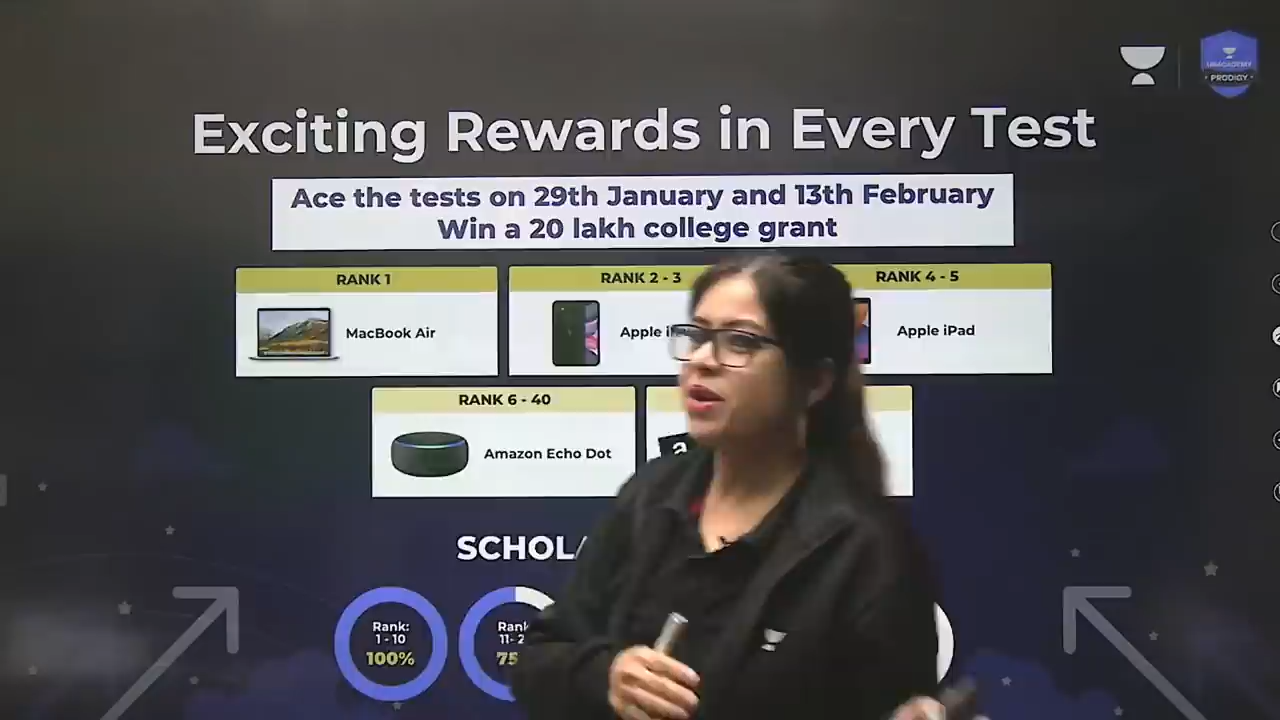 UNACADEMY
PRODIGY
Exciting Rewards in Every Test
Ace the tests on 29th January and 13th February
Win a 20 lakh college grant
RANK 1
RANK 2 - 3
RANK 4 - 5
MacBook Air
Apple
Apple iPad
RANK 6 - 40
Amazon Echo Dot
a
Rank:
1 - 10
100%